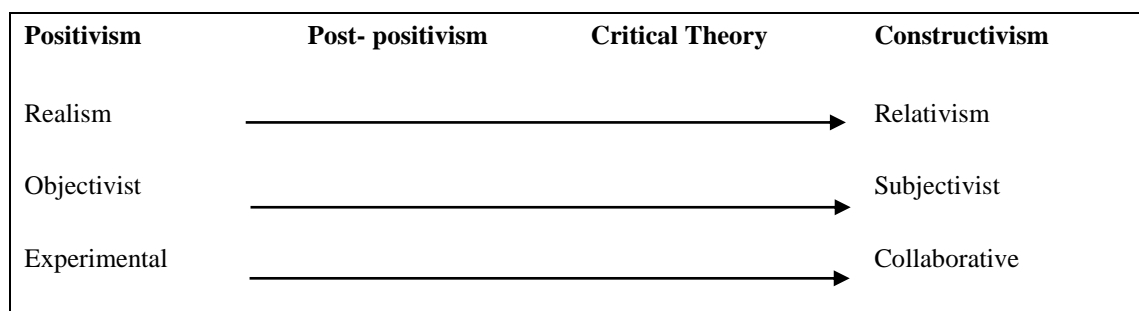 Positivism Post- positivism Critical Theory Constructivism
Realism Relativism
Objectivist Subjectivist
Experimental Collaborative